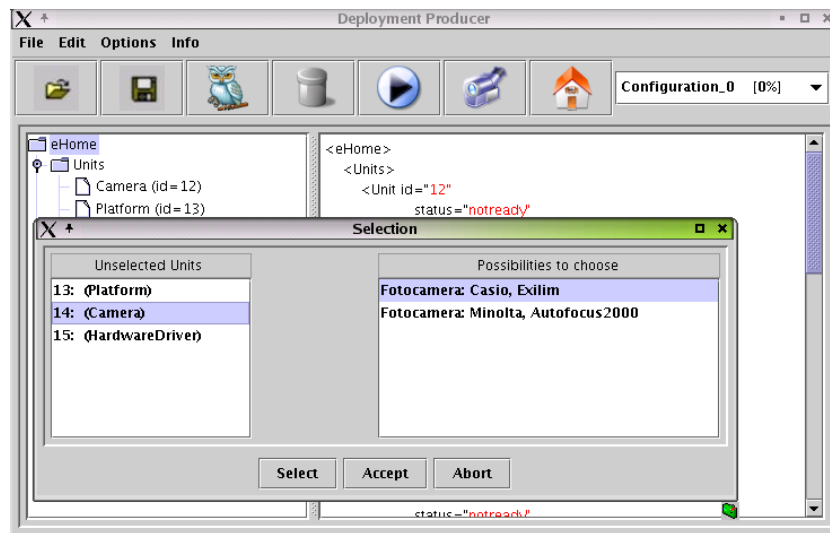 Deployment Producer
File Edit Options Info
Configuration_0 [0%]
eHome
Units
Camera (id=12)
Platform (id=13)
<eHome>
<Units>
<Unit id="12"
status="notready"
Selection
Unselected Units
13: (Platform)
14: (Camera)
15: (HardwareDriver)
Possibilities to choose
Fotocamera: Casio, Exilim
Fotocamera: Minolta, Autofocus2000
Select Accept Abort
status="notready"